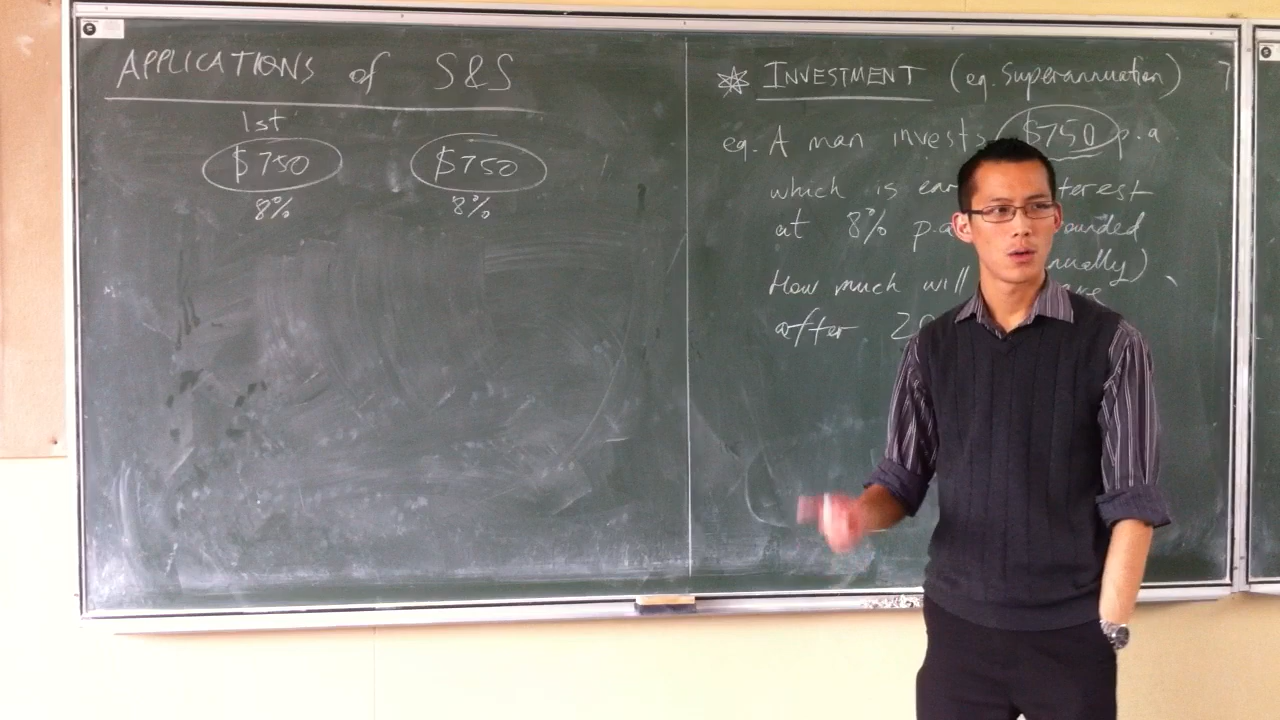 APPLICATIONS of S&S
1st
$750 $750
8% 8%
INVESTMENT (eg. Superannuation)
eg. A man invests $750 p.a
which is
at 8% p.a
How much will
after